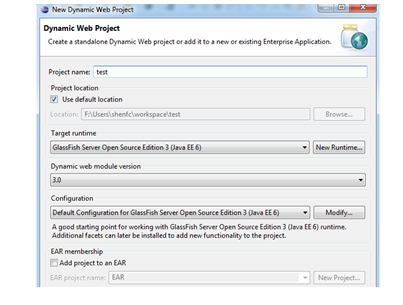 New Dynamic Web Project
Dynamic Web Project
Create a standalone Dynamic Web project or add it to a new or existing Enterprise Application.
Project name: test
Project location
Use default location
Location: F:\Users\shenfc\workspace\test Browse...
Target runtime
GlassFish Server Open Source Edition 3 (Java EE 6) New Runtime...
Dynamic web module version
3.0
Configuration
Default Configuration for GlassFish Server Open Source Edition 3 (Java EE 6) Modify...
A good starting point for working with GlassFish Server Open Source Edition 3 (Java EE 6) runtime.
Additional facets can later be installed to add new functionality to the project.
EAR membership
Add project to an EAR
EAR project name: EAR New Project...